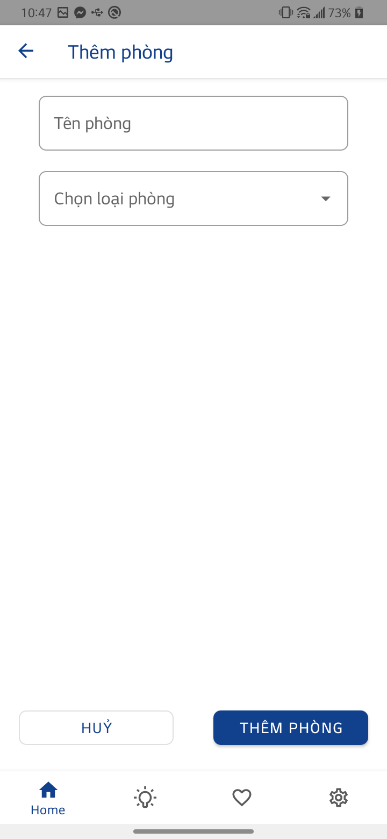 10:47 73%
Thêm phòng
Tên phòng
Chọn loại phòng
HUỶ THÊM PHÒNG
Home